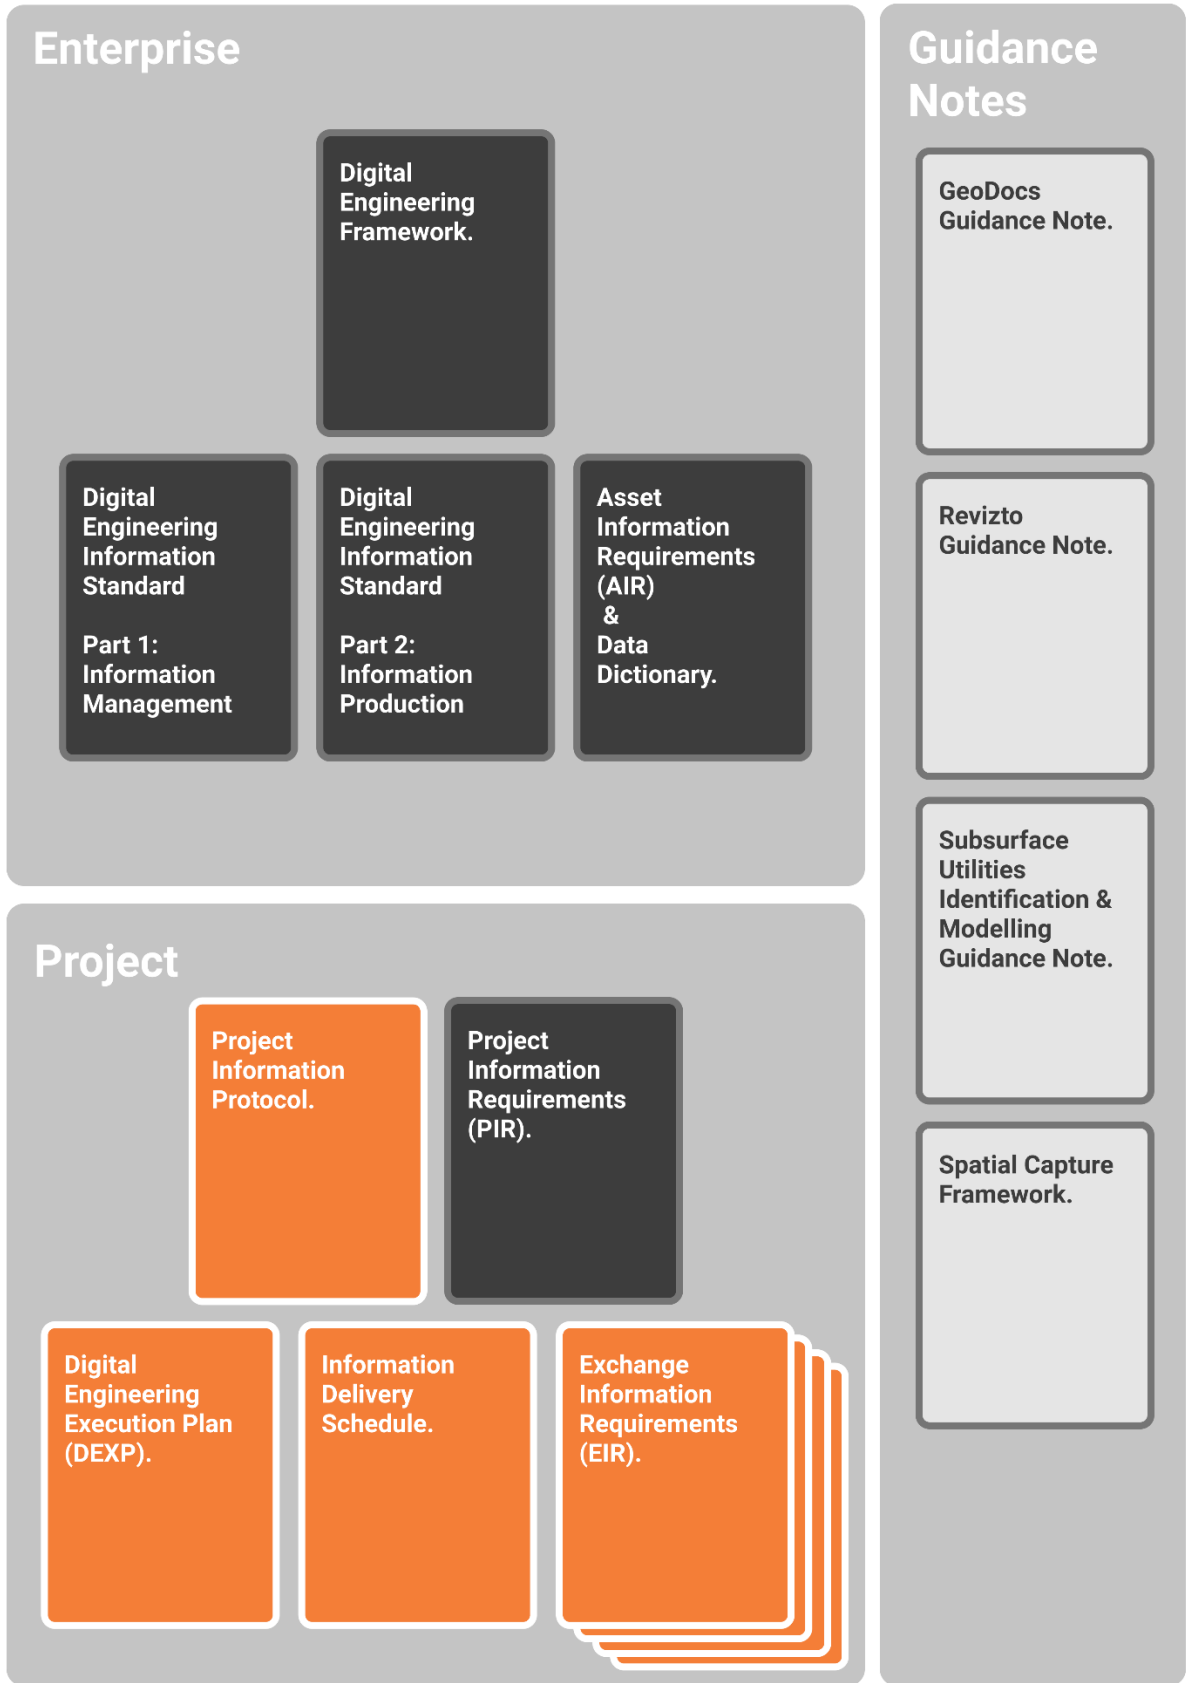 Enterprise
Digital
Engineering
Framework.
Digital
Engineering
Information
Standard
Part 1:
Information
Management
Digital
Engineering
Information
Standard
Part 2:
Information
Production
Asset
Information
Requirements
(AIR)
&
Data
Dictionary.
Project
Project
Information
Protocol.
Project
Information
Requirements
(PIR).
Digital
Engineering
Execution Plan
(DEXP).
Information
Delivery
Schedule.
Exchange
Information
Requirements
(EIR).
Guidance
Notes
GeoDocs
Guidance Note.
Revizto
Guidance Note.
Subsurface
Utilities
Identification &
Modelling
Guidance Note.
Spatial Capture
Framework.